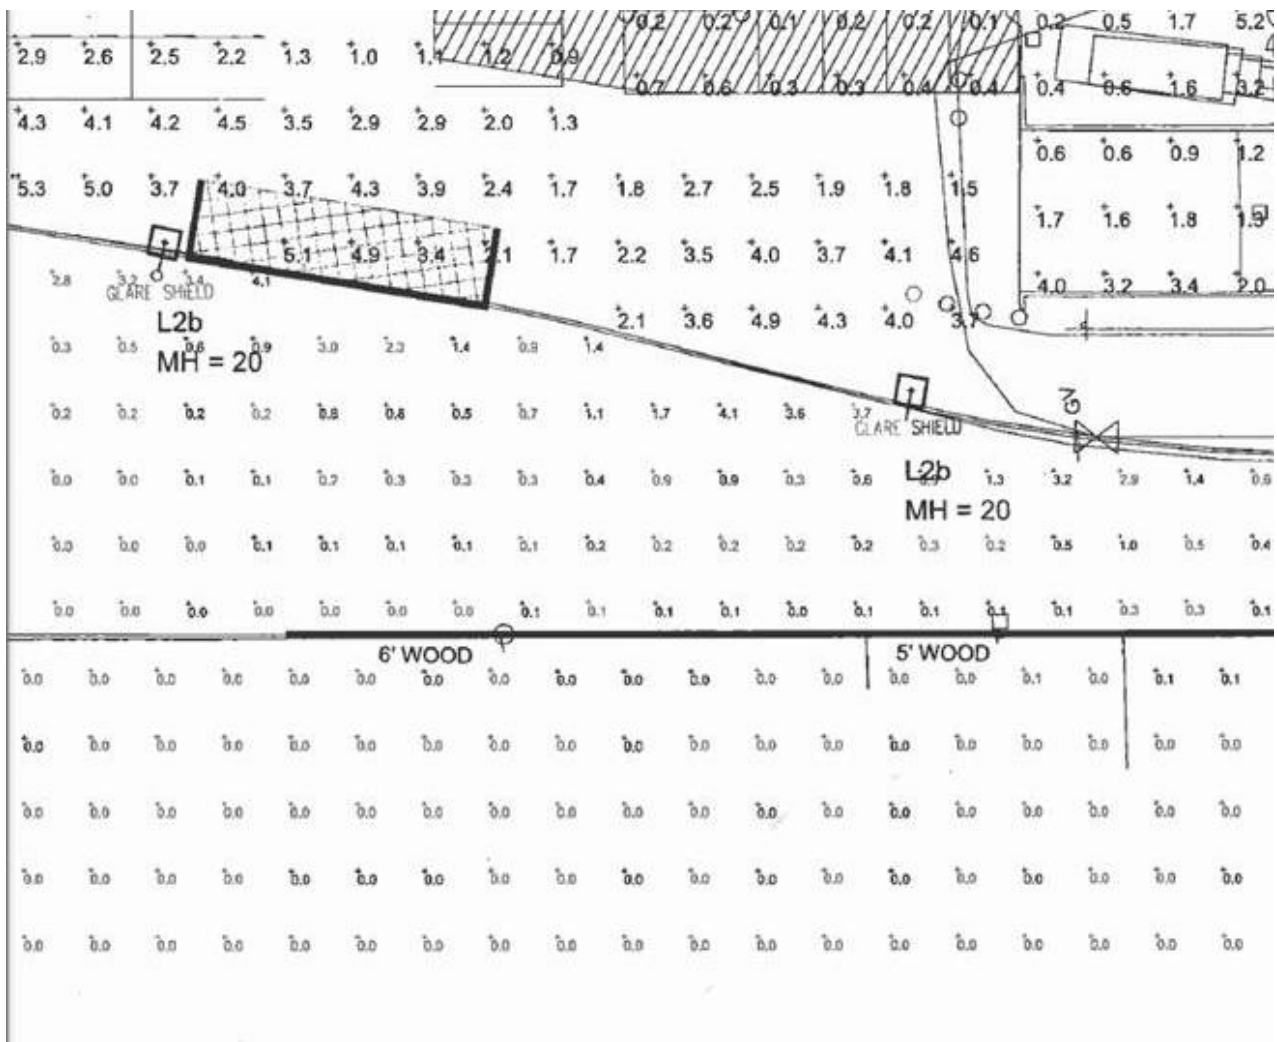 0.2 0.2 0.1 0.2 0.2 0.1 0.2 0.5 1.7 5.2
2.9 2.6 2.5 2.2 1.3 1.0 1.2 0.9
0.7 0.6 0.3 0.3 0.4 0.4 0.4 0.6 1.6 3.2
4.3 4.1 4.2 4.5 3.5 2.9 2.9 2.0 1.3
0.6 0.6 0.9 1.2
5.3 5.0 3.7 4.0 3.7 4.3 3.9 2.4 1.7 1.8 2.7 2.5 1.9 1.8 1.5
1.7 1.6 1.8
5.1 4.9 3.4 1.7 2.2 3.5 4.0 3.7 4.1 4.6
2.8 3.2 3.4 4.1
4.0 3.2 3.4 2.0
GLARE SHIELD
L2b
MH = 20
2.1 3.6 4.9 4.3 4.0 3.7
0.3 0.5 0.6 0.9 3.0 2.3 1.4 0.9 1.4
0.2 0.2 0.2 0.2 0.8 0.8 0.5 0.7 1.1 1.7 4.1 3.6 3.7
GV
GLARE SHIELD
L2b
MH = 20
0.0 0.0 0.1 0.1 0.2 0.3 0.3 0.3 0.4 0.9 0.9 0.3 0.6 1.3 3.2 2.9 1.4 0.6
0.0 0.0 0.0 0.1 0.1 0.1 0.1 0.1 0.2 0.2 0.2 0.2 0.2 0.3 0.2 0.5 1.0 0.5 0.4
0.0 0.0 0.0 0.0 0.0 0.0 0.0 0.1 0.1 0.1 0.1 0.0 0.1 0.1 0.1 0.1 0.3 0.3 0.1
6' WOOD
5' WOOD
0.0 0.0 0.0 0.0 0.0 0.0 0.0 0.0 0.0 0.0 0.0 0.0 0.0 0.0 0.0 0.1 0.0 0.1 0.1
0.0 0.0 0.0 0.0 0.0 0.0 0.0 0.0 0.0 0.0 0.0 0.0 0.0 0.0 0.0 0.0 0.0 0.0 0.0
0.0 0.0 0.0 0.0 0.0 0.0 0.0 0.0 0.0 0.0 0.0 0.0 0.0 0.0 0.0 0.0 0.0 0.0 0.0
0.0 0.0 0.0 0.0 0.0 0.0 0.0 0.0 0.0 0.0 0.0 0.0 0.0 0.0 0.0 0.0 0.0 0.0 0.0
0.0 0.0 0.0 0.0 0.0 0.0 0.0 0.0 0.0 0.0 0.0 0.0 0.0 0.0 0.0 0.0 0.0 0.0 0.0